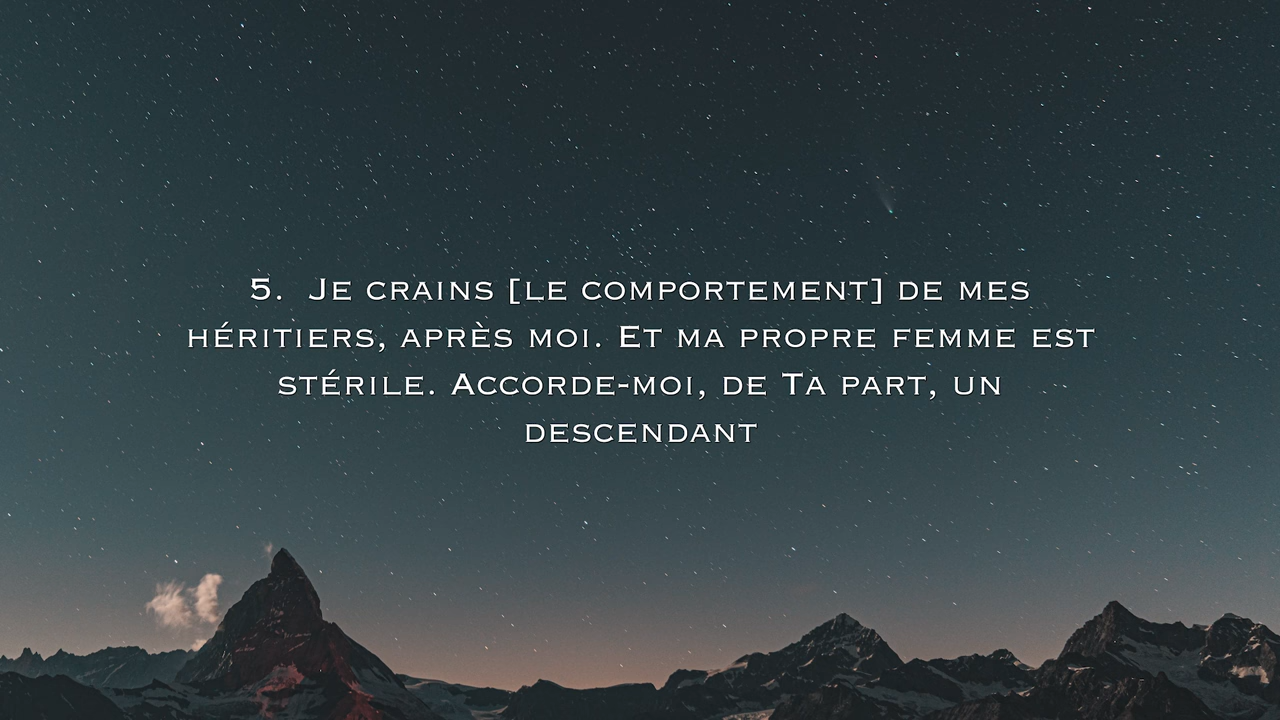 5. Je crains [le comportement] de mes
héritiers, après moi. Et ma propre femme est
stérile. Accorde-moi, de Ta part, un
descendant